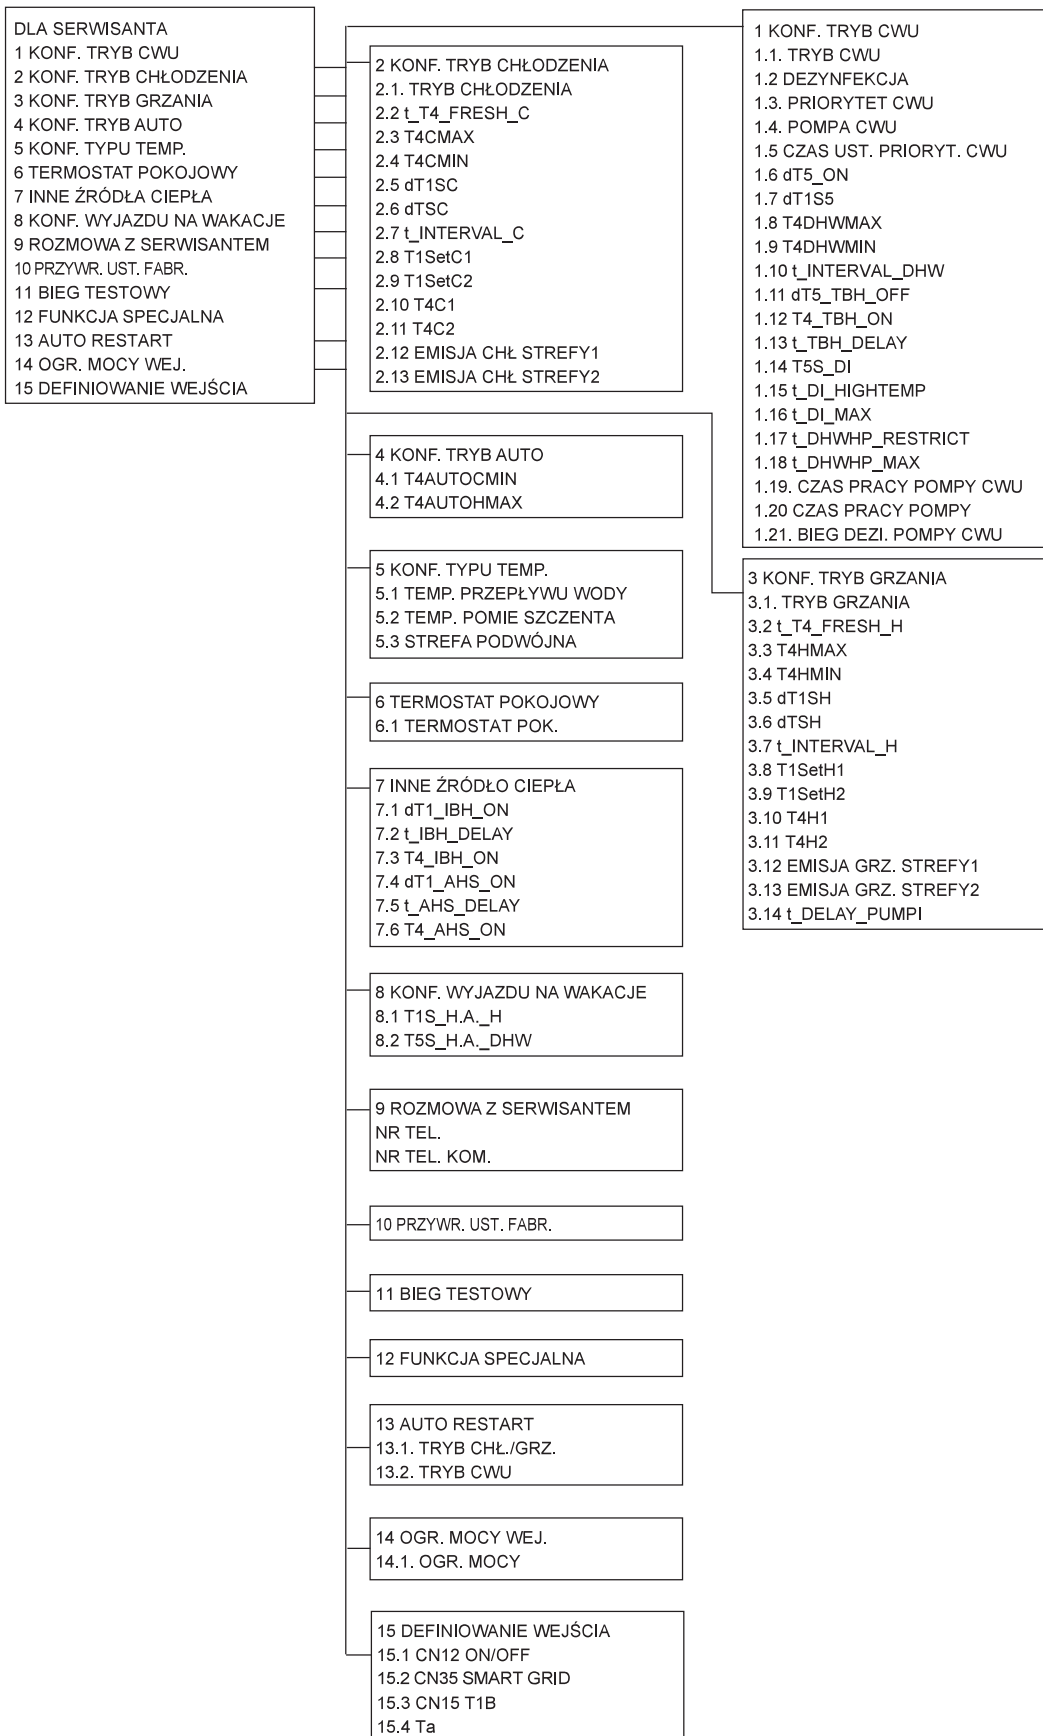 DLA SERWISANTA
1 KONF. TRYB CWU
2 KONF. TRYB CHŁODZENIA
3 KONF. TRYB GRZANIA
4 KONF. TRYB AUTO
5 KONF. TYPU TEMP.
6 TERMOSTAT POKOJOWY
7 INNE ŹRÓDŁA CIEPŁA
8 KONF. WYJAZDU NA WAKACJE
9 ROZMOWA Z SERWISANTEM
10 PRZYWR. UST. FABR.
11 BIEG TESTOWY
12 FUNKCJA SPECJALNA
13 AUTO RESTART
14 OGR. MOCY WEJ.
15 DEFINIOWANIE WEJŚCIA
2 KONF. TRYB CHŁODZENIA
2.1. TRYB CHŁODZENIA
2.2 t_T4_FRESH_C
2.3 T4CMAX
2.4 T4CMIN
2.5 dT1SC
2.6 dTSC
2.7 t_INTERVAL_C
2.8 T1SetC1
2.9 T1SetC2
2.10 T4C1
2.11 T4C2
2.12 EMISJA CHŁ STREFY1
2.13 EMISJA CHŁ STREFY2
4 KONF. TRYB AUTO
4.1 T4AUTOCMIN
4.2 T4AUTOHMAX
5 KONF. TYPU TEMP.
5.1 TEMP. PRZEPŁYWU WODY
5.2 TEMP. POMIE SZCZENTA
5.3 STREFA PODWÓJNA
6 TERMOSTAT POKOJOWY
6.1 TERMOSTAT POK.
7 INNE ŹRÓDŁO CIEPŁA
7.1 dT1_IBH_ON
7.2 t_IBH_DELAY
7.3 T4_IBH_ON
7.4 dT1_AHS_ON
7.5 t_AHS_DELAY
7.6 T4_AHS_ON
8 KONF. WYJAZDU NA WAKACJE
8.1 T1S_H.A._H
8.2 T5S_H.A._DHW
9 ROZMOWA Z SERWISANTEM
NR TEL.
NR TEL. KOM.
10 PRZYWR. UST. FABR.
11 BIEG TESTOWY
12 FUNKCJA SPECJALNA
13 AUTO RESTART
13.1. TRYB CHŁ./GRZ.
13.2. TRYB CWU
14 OGR. MOCY WEJ.
14.1. OGR. MOCY
15 DEFINIOWANIE WEJŚCIA
15.1 CN12 ON/OFF
15.2 CN35 SMART GRID
15.3 CN15 T1B
15.4 Ta
1 KONF. TRYB CWU
1.1. TRYB CWU
1.2 DEZYNFEKCJA
1.3. PRIORYTET CWU
1.4. POMPA CWU
1.5 CZAS UST. PRIORYT. CWU
1.6 dT5_ON
1.7 dT1S5
1.8 T4DHWMAX
1.9 T4DHWMIN
1.10 t_INTERVAL_DHW
1.11 dT5_TBH_OFF
1.12 T4_TBH_ON
1.13 t_TBH_DELAY
1.14 T5S_DI
1.15 t_DI_HIGHTEMP
1.16 t_DI_MAX
1.17 t_DHWHP_RESTRICT
1.18 t_DHWHP_MAX
1.19. CZAS PRACY POMPY CWU
1.20 CZAS PRACY POMPY
1.21. BIEG DEZI. POMPY CWU
3 KONF. TRYB GRZANIA
3.1. TRYB GRZANIA
3.2 t_T4_FRESH_H
3.3 T4HMAX
3.4 T4HMIN
3.5 dT1SH
3.6 dTSH
3.7 t_INTERVAL_H
3.8 T1SetH1
3.9 T1SetH2
3.10 T4H1
3.11 T4H2
3.12 EMISJA GRZ. STREFY1
3.13 EMISJA GRZ. STREFY2
3.14 t_DELAY_PUMPI